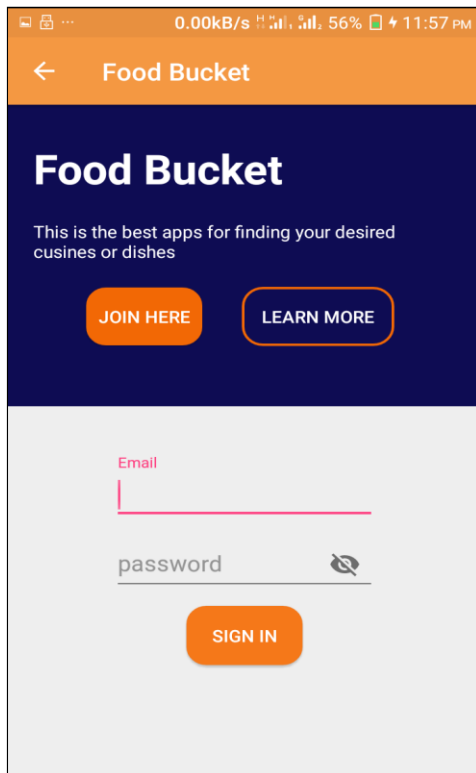 0.00kB/s 56% 11:57 PM
Food Bucket
Food Bucket
This is the best apps for finding your desired
cusines or dishes
JOIN HERE LEARN MORE
Email
password
SIGN IN